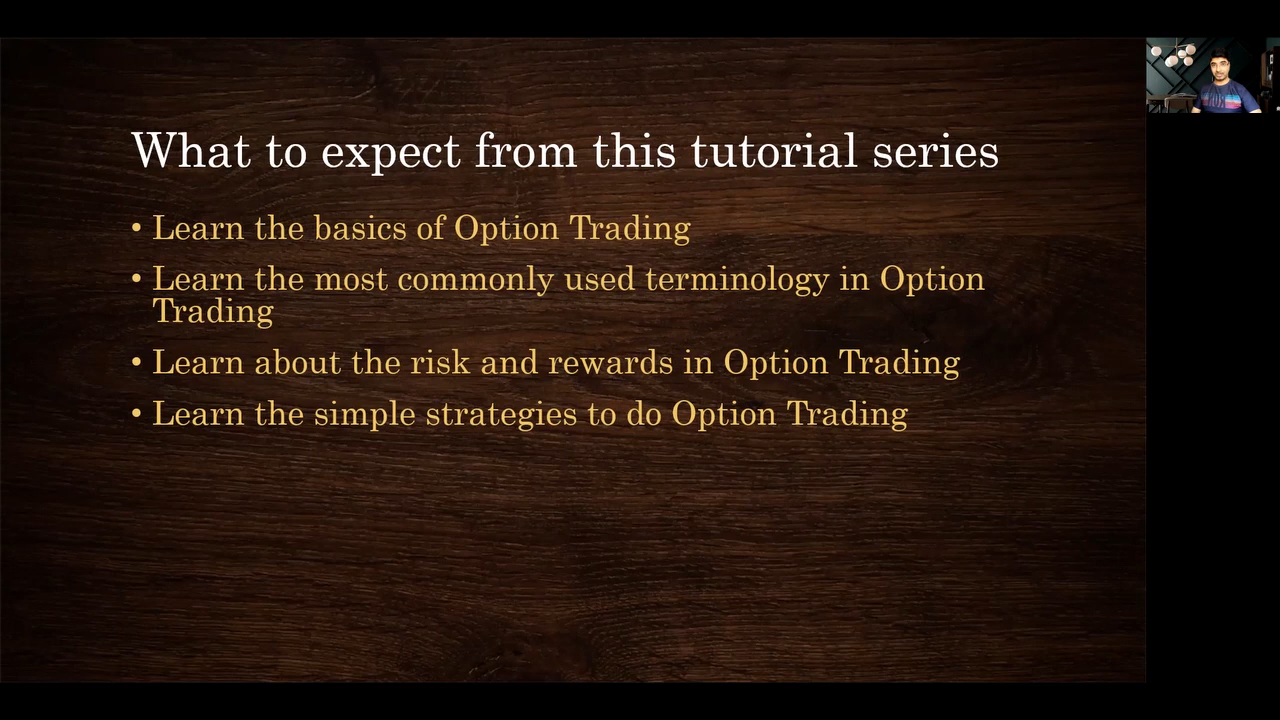 What to expect from this tutorial series
• Learn the basics of Option Trading
• Learn the most commonly used terminology in Option
Trading
• Learn about the risk and rewards in Option Trading
• Learn the simple strategies to do Option Trading